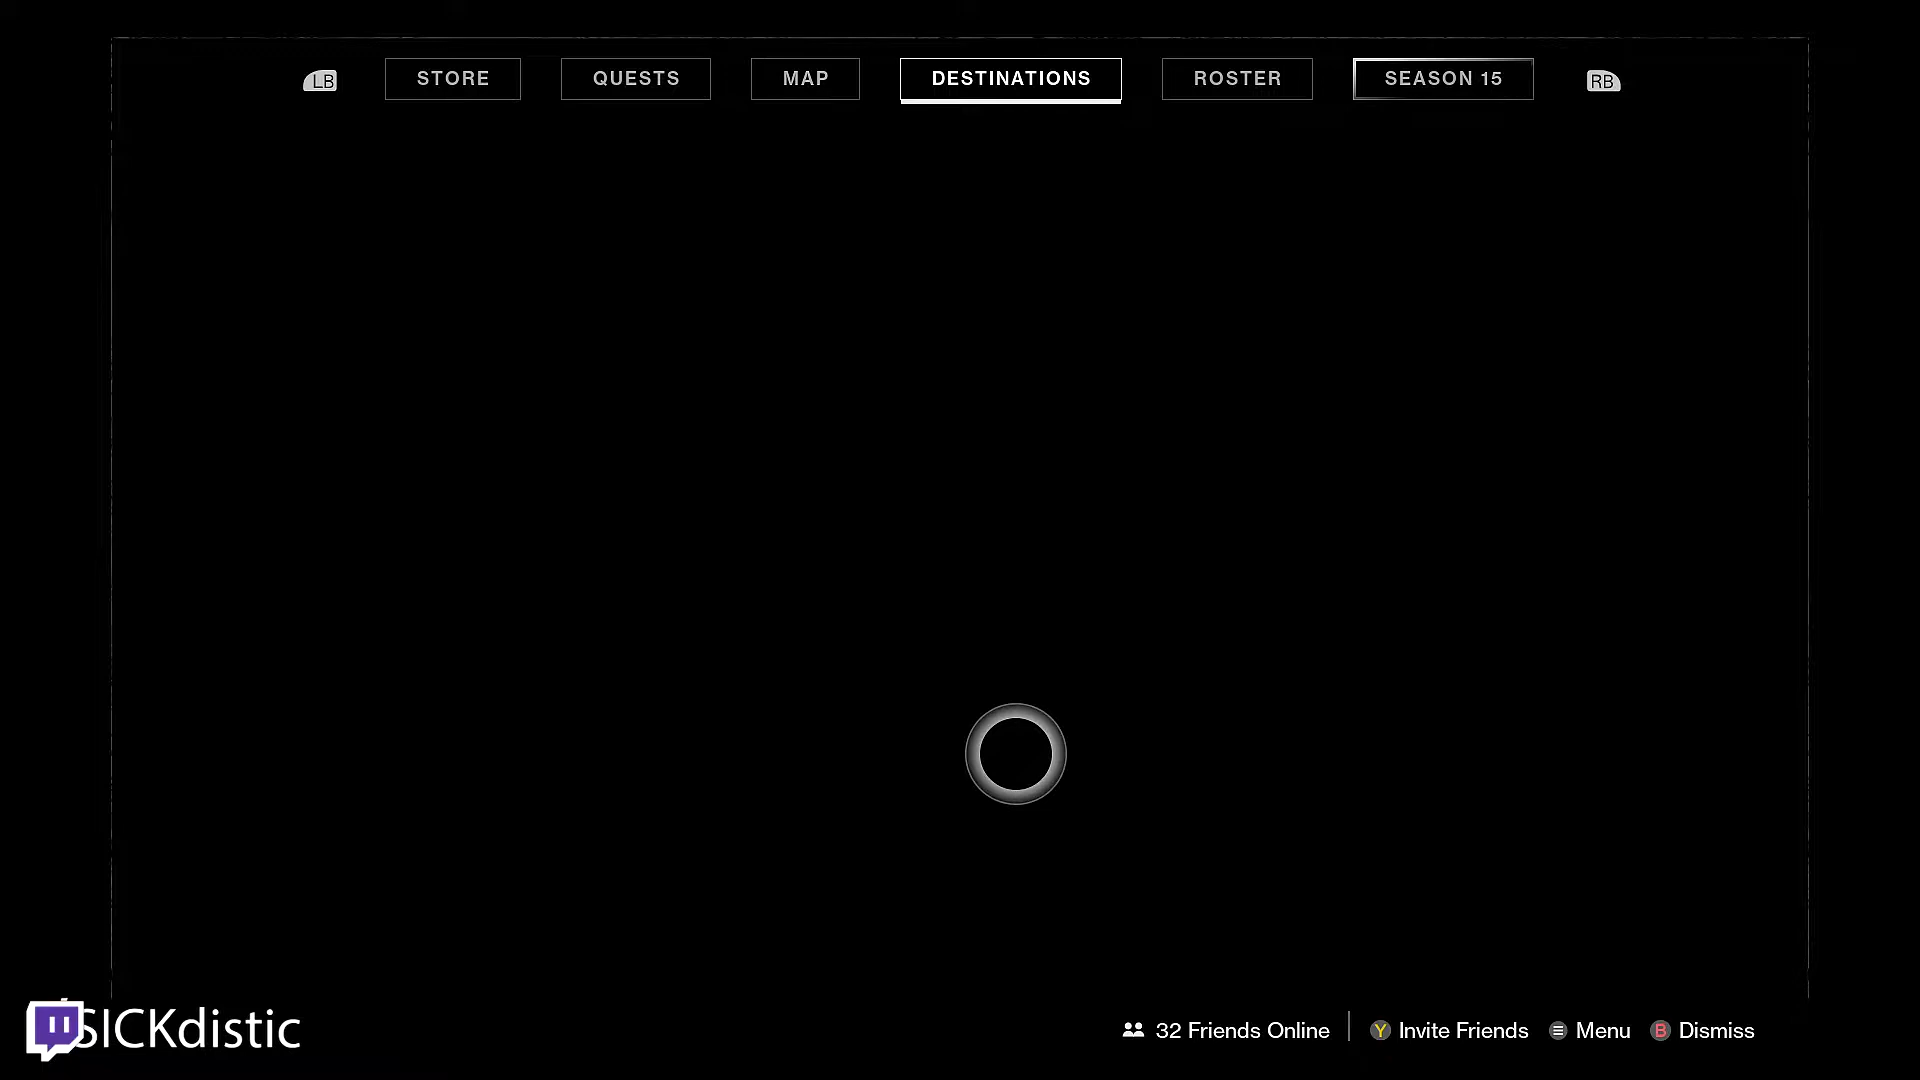 LB
STORE
QUESTS
MAP
DESTINATIONS
ROSTER
SEASON 15
RB
SICKdistic
32 Friends Online
Y Invite Friends
Menu
B Dismiss